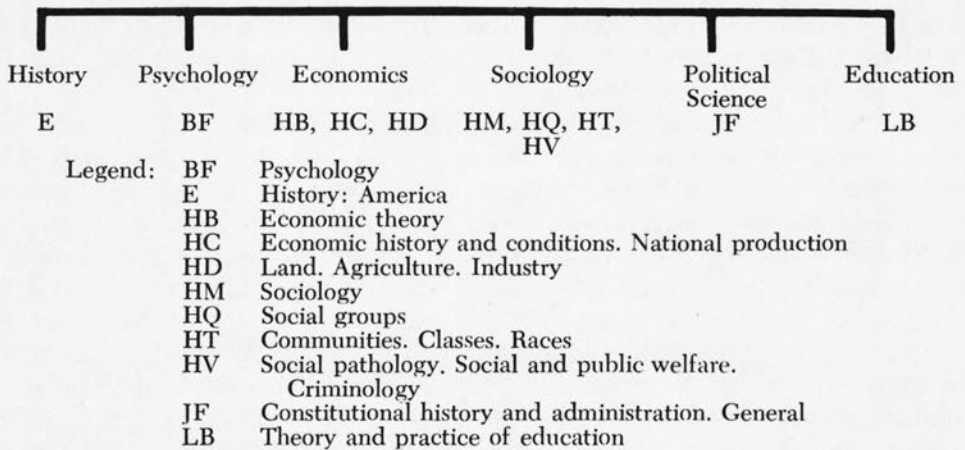 History Psychology Economics Sociology Political Science Education
E BF HB, HC, HD HM, HQ, HT, HV JF LB
Legend: BF Psychology
E History: America
HB Economic theory
HC Economic history and conditions. National production
HD Land. Agriculture. Industry
HM Sociology
HQ Social groups
HT Communities. Classes. Races
HV Social pathology. Social and public welfare.
Criminology
JF Constitutional history and administration. General
LB Theory and practice of education